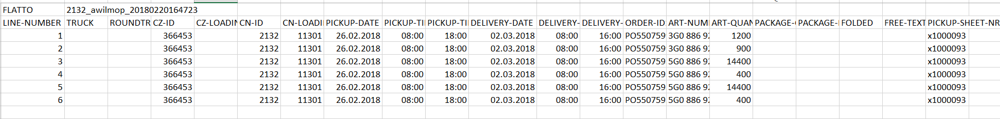 FLATTO 2132_awilmop_20180220164723
LINE-NUMBER TRUCK ROUNDTR CZ-ID CZ-LOADIN CN-ID CN-LOADI PICKUP-DATE PICKUP-TI PICKUP-TI DELIVERY-DATE DELIVERY- DELIVERY- ORDER-ID ART-NUM ART-QUAN PACKAGE- PACKAGE- FOLDED FREE-TEXT PICKUP-SHEET-NR
1 366453 2132 11301 26.02.2018 08:00 18:00 02.03.2018 08:00 16:00 PO550759 3G0 886 92 1200 x1000093
2 366453 2132 11301 26.02.2018 08:00 18:00 02.03.2018 08:00 16:00 PO550759 3G0 886 92 900 x1000093
3 366453 2132 11301 26.02.2018 08:00 18:00 02.03.2018 08:00 16:00 PO550759 5G0 886 92 14400 x1000093
4 366453 2132 11301 26.02.2018 08:00 18:00 02.03.2018 08:00 16:00 PO550759 5G0 886 92 400 x1000093
5 366453 2132 11301 26.02.2018 08:00 18:00 02.03.2018 08:00 16:00 PO550759 5G0 886 92 14400 x1000093
6 366453 2132 11301 26.02.2018 08:00 18:00 02.03.2018 08:00 16:00 PO550759 5G0 886 92 400 x1000093